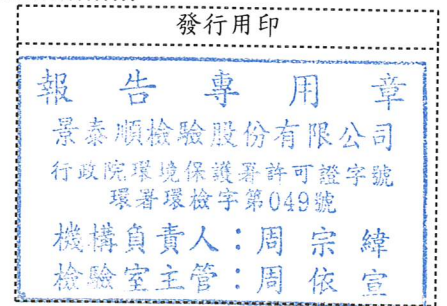 發行用印
報告專用章
景泰順檢驗股份有限公司
行政院環境保護署許可證字號
環署環檢字第049號
機構負責人：周宗緯
檢驗室主管：周依宣